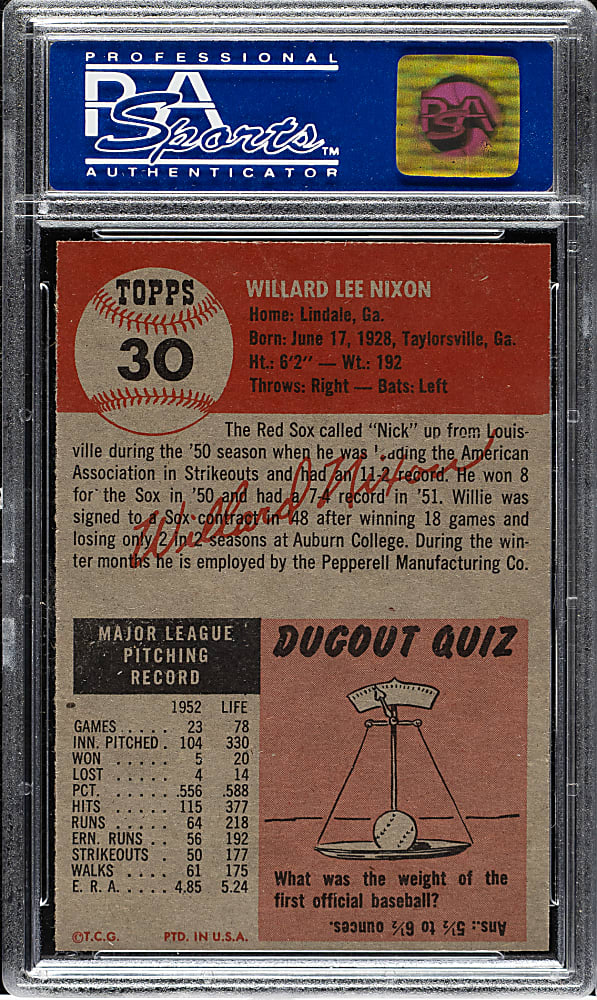 PROFESSIONAL
PSA
Sports™
AUTHENTICATOR
PSA
TOPPS
30
WILLARD LEE NIXON
Home: Lindale, Ga.
Born: June 17, 1928, Taylorsville, Ga.
Ht.: 6'2" — Wt.: 192
Throws: Right — Bats: Left
The Red Sox called "Nick" up from Louis-
ville during the '50 season when he was leading the American
Association in Strikeouts and had an 11-2 record. He won 8
for the Sox in '50 and had a 7-4 record in '51. Willie was
signed to a Sox contract in '48 after winning 18 games and
losing only 2 in 2 seasons at Auburn College. During the win-
ter months he is employed by the Pepperell Manufacturing Co.
Willard Nixon
MAJOR LEAGUE
PITCHING
RECORD
1952 LIFE
GAMES ..... 23 78
INN. PITCHED. 104 330
WON ...... 5 20
LOST ...... 4 14
PCT. ...... .556 .588
HITS ...... 115 377
RUNS ...... 64 218
ERN. RUNS .. 56 192
STRIKEOUTS . 50 177
WALKS .... 61 175
E. R. A. .... 4.85 5.24
©T.C.G. PTD. IN U.S.A.
DUGOUT QUIZ
What was the weight of the
first official baseball?
Ans.: 5½ to 6½ ounces.